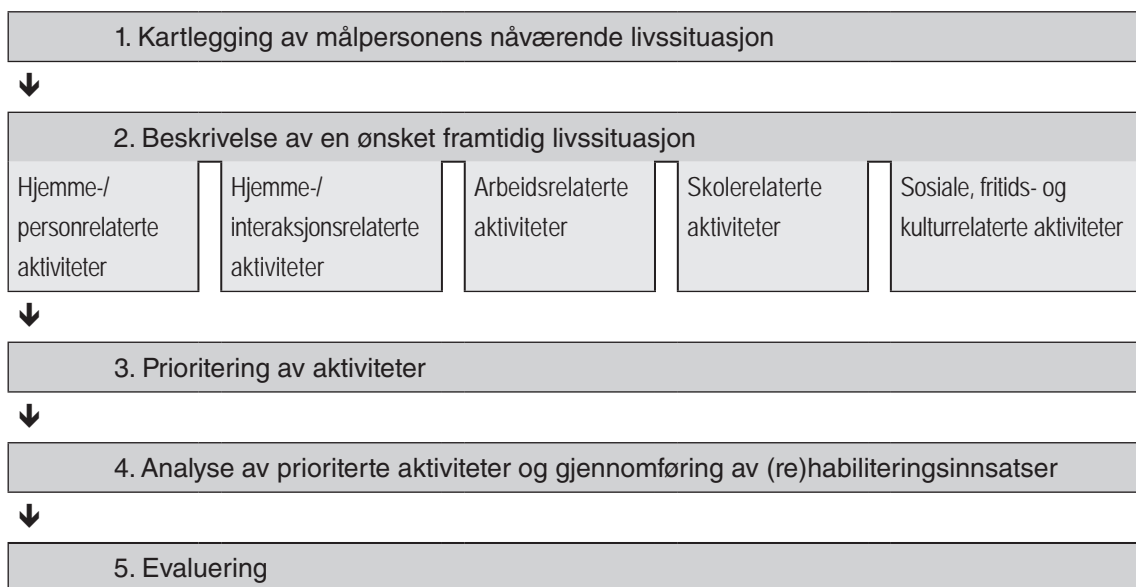 1. Kartlegging av målpersonens nåværende livssituasjon
2. Beskrivelse av en ønsket framtidig livssituasjon
Hjemme-/
personrelaterte
aktiviteter
Hjemme-/
interaksjonsrelaterte
aktiviteter
Arbeidsrelaterte
aktiviteter
Skolerelaterte
aktiviteter
Sosiale, fritids- og
kulturrelaterte aktiviteter
3. Prioritering av aktiviteter
4. Analyse av prioriterte aktiviteter og gjennomføring av (re)habiliteringsinnsatser
5. Evaluering